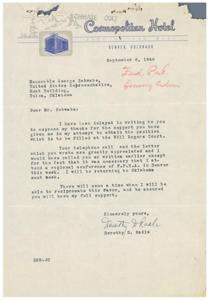 Cosmopolitan Hotel
DENVER, COLORADO
September 6, 1946
Honorable George Schwabe,
United States Representative,
Hunt Building,
Tulsa, Oklahoma
Dear Mr. Schwabe:
I have been delayed in writing to you
to express my thanks for the support you have
given me in my attempt to obtain the position
which is to be filled at the Will Rogers Courts.
Your telephone call and the letter
which you wrote are greatly appreciated and I
would have called you or written earlier except
for the fact that it was necessary that I at-
tend a regional conference of F.P.H.A. in Denver
this week. I will be returning to Oklahoma
next week.
There will soon a time when I will be
able to reciprocate this favor, and be assured
you will have my full support.
Sincerely yours,
Dorothy D.